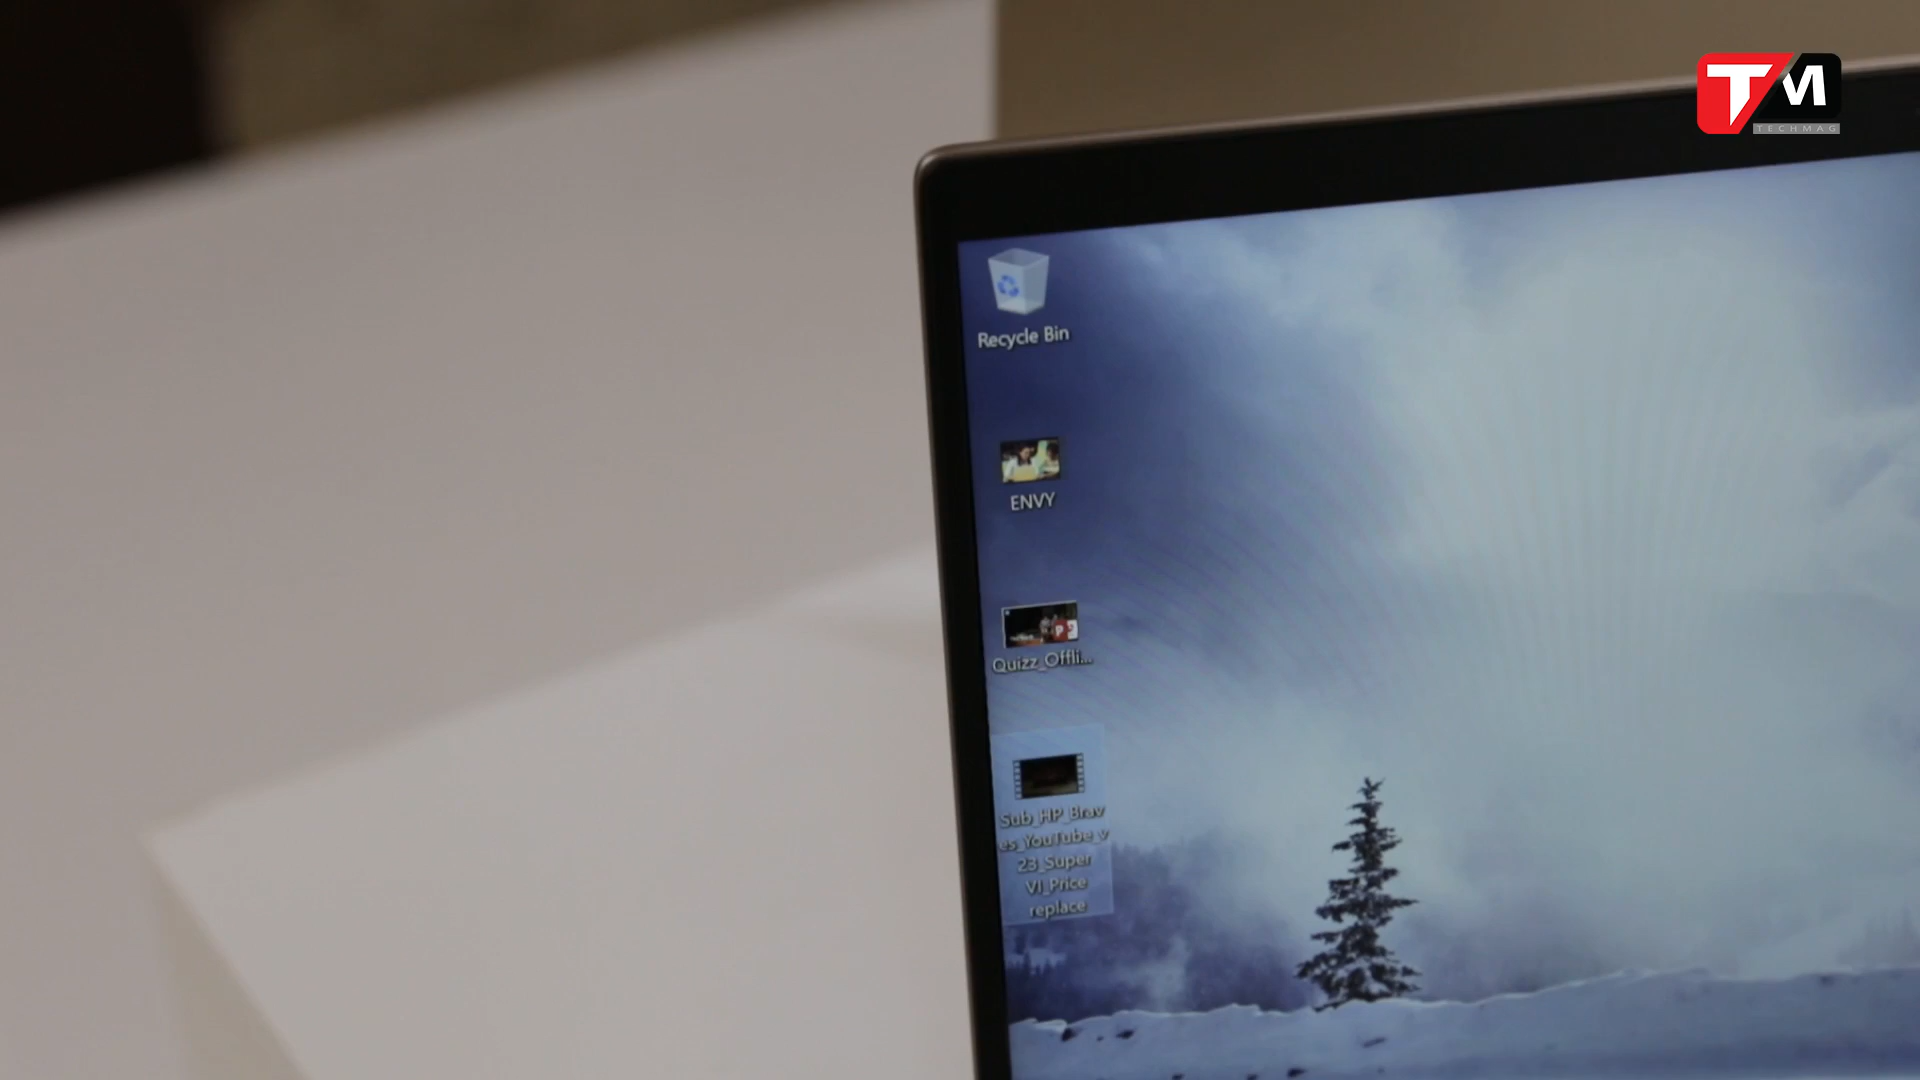 TM
TECHMAG
Recycle Bin
ENVY
Quizz_Offli...
Sub_HP_Brav
es_YouTube_v
23_Super
VI_Price
replace